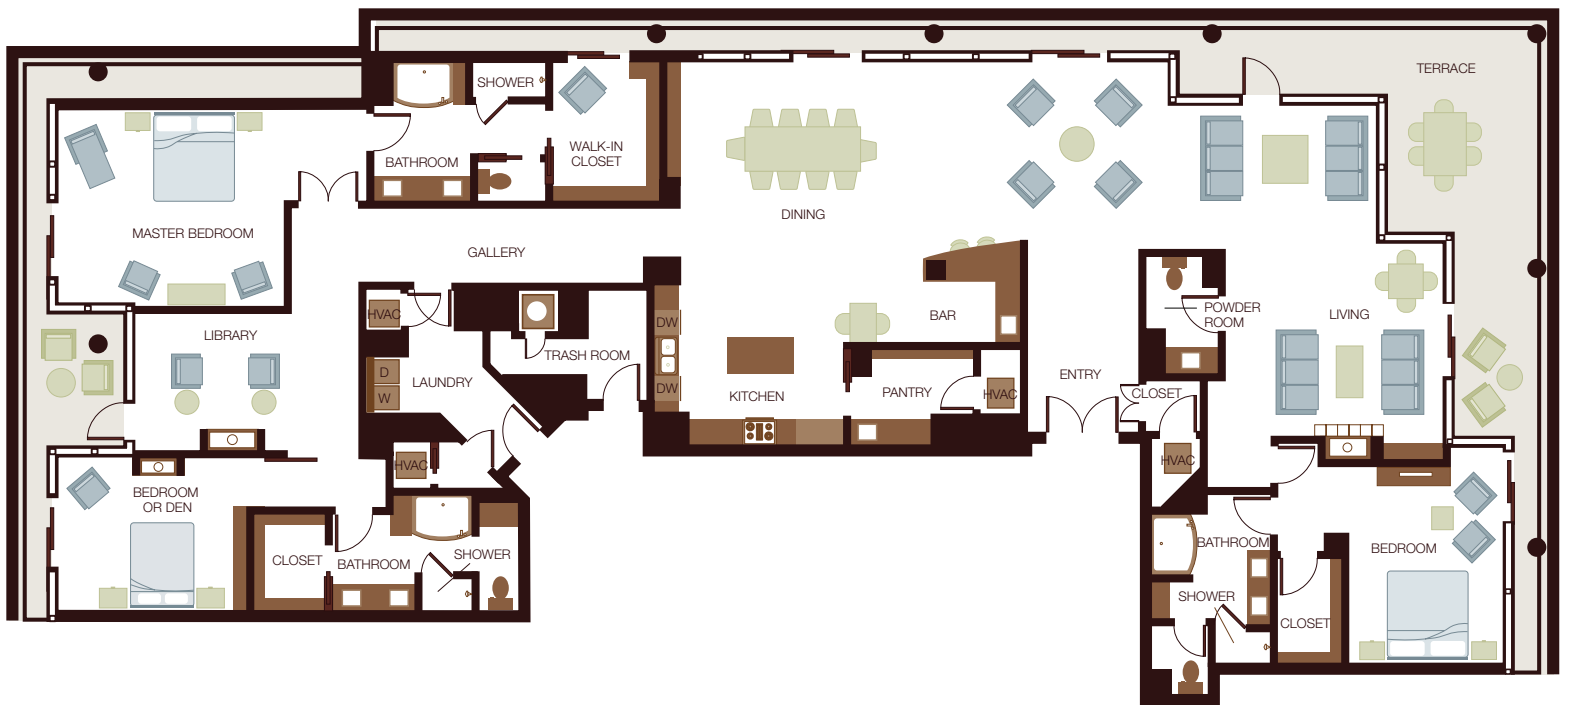 TERRACE
SHOWER
WALK-IN
CLOSET
BATHROOM
DINING
MASTER BEDROOM
GALLERY
HVAC
LIBRARY
LAUNDRY
D
W
TRASH ROOM
DW
DW
KITCHEN
BAR
PANTRY
HVAC
ENTRY
POWDER
ROOM
CLOSET
LIVING
HVAC
HVAC
BEDROOM
OR DEN
CLOSET
BATHROOM
SHOWER
BATHROOM
BEDROOM
SHOWER
CLOSET